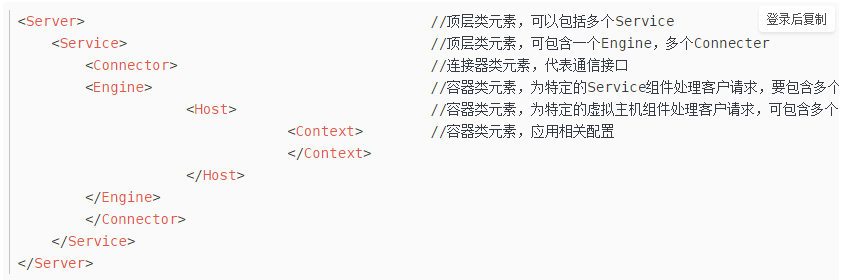 <Server> //顶层类元素，可以包括多个Service
登录后复制
<Service> //顶层类元素，可包含一个Engine，多个Connecter
<Connector> //连接器类元素，代表通信接口
<Engine> //容器类元素，为特定的Service组件处理客户请求，要包含多个
<Host> //容器类元素，为特定的虚拟主机组件处理客户请求，可包含多个
<Context> //容器类元素，应用相关配置
</Context>
</Host>
</Engine>
</Connector>
</Service>
</Server>